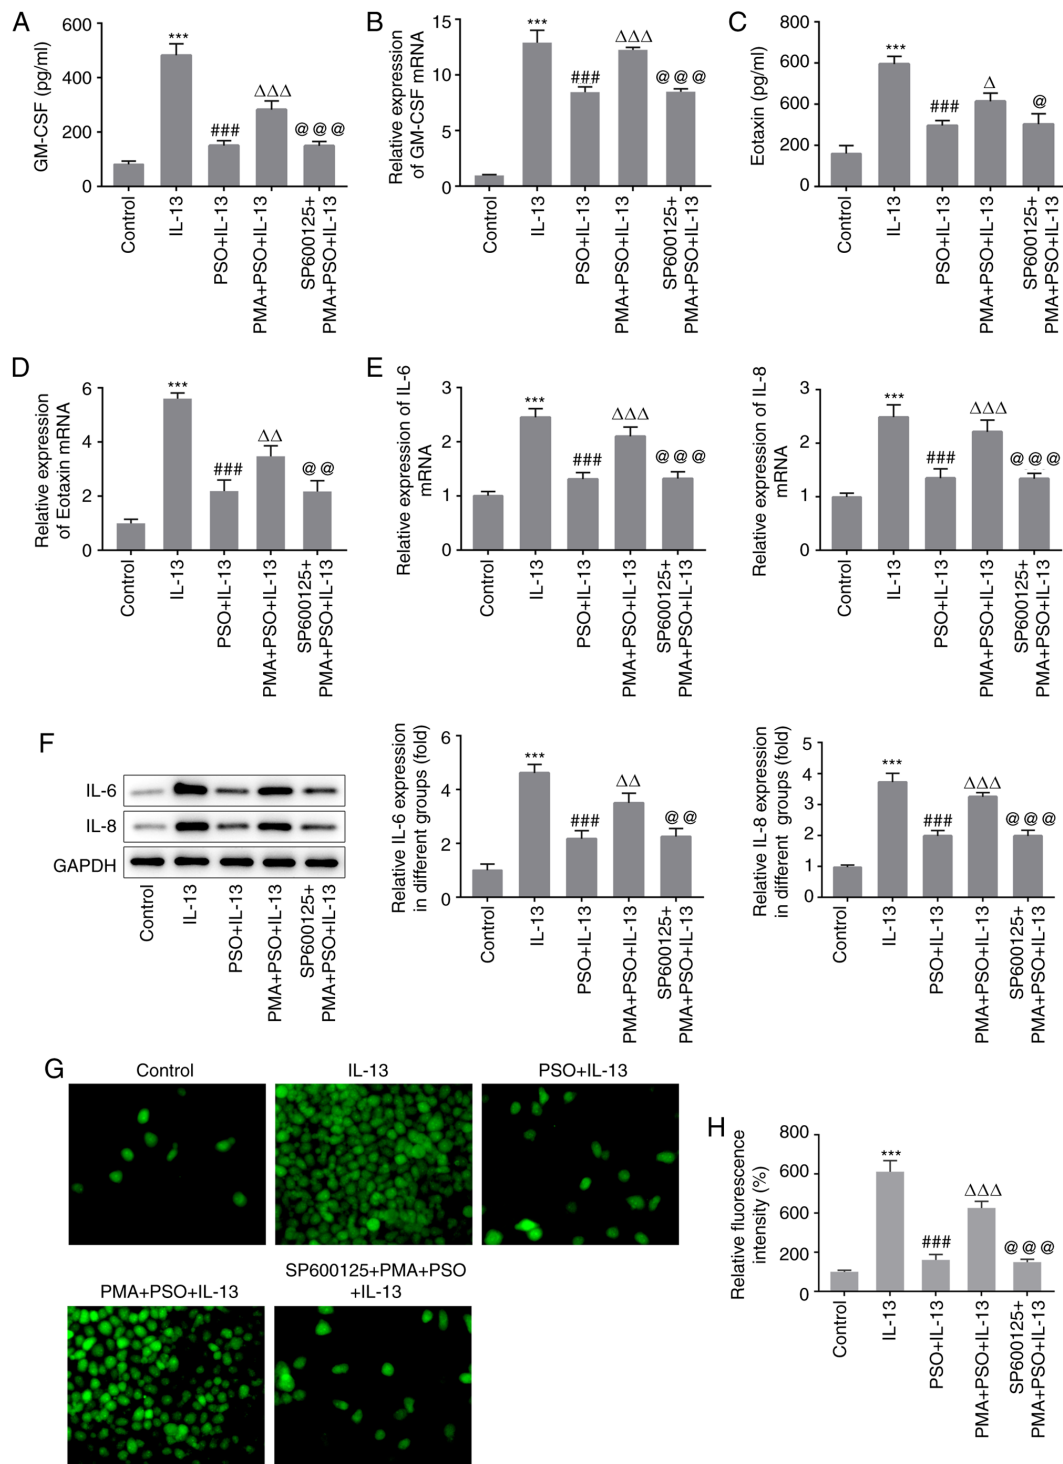 A
GM-CSF (pg/ml)
600
400
200
0
***
###
ΔΔΔ
@@@
Control
IL-13
PSO+IL-13
PMA+PSO+IL-13
SP600125+
PMA+PSO+IL-13
B
Relative expression
of GM-CSF mRNA
15
10
5
0
***
###
ΔΔΔ
@@@
Control
IL-13
PSO+IL-13
PMA+PSO+IL-13
SP600125+
PMA+PSO+IL-13
C
Eotaxin (pg/ml)
800
600
600
200
0
***
###
Δ
@
Control
IL-13
PSO+IL-13
PMA+PSO+IL-13
SP600125+
PMA+PSO+IL-13
D
Relative expression
of Eotaxin mRNA
6
4
2
0
***
###
ΔΔ
@@
Control
IL-13
PSO+IL-13
PMA+PSO+IL-13
SP600125+
PMA+PSO+IL-13
E
Relative expression of IL-6
mRNA
3
2
1
0
***
###
ΔΔΔ
@@@
Control
IL-13
PSO+IL-13
PMA+PSO+IL-13
SP600125+
PMA+PSO+IL-13
Relative expression of IL-8
mRNA
3
2
1
0
***
###
ΔΔΔ
@@@
Control
IL-13
PSO+IL-13
PMA+PSO+IL-13
SP600125+
PMA+PSO+IL-13
F
IL-6
IL-8
GAPDH
Control
IL-13
PSO+IL-13
PMA+PSO+IL-13
SP600125+
PMA+PSO+IL-13
Relative IL-6 expression
in different groups (fold)
6
4
2
0
***
###
ΔΔ
@@
Control
IL-13
PSO+IL-13
PMA+PSO+IL-13
SP600125+
PMA+PSO+IL-13
Relative IL-8 expression
in different groups (fold)
5
4
3
2
1
0
***
###
ΔΔΔ
@@@
Control
IL-13
PSO+IL-13
PMA+PSO+IL-13
SP600125+
PMA+PSO+IL-13
G
Control
IL-13
PSO+IL-13
PMA+PSO+IL-13
SP600125+PMA+PSO
+IL-13
H
Relative fluorescence
intensity (%)
800
600
600
200
0
***
###
ΔΔΔ
@@@
Control
IL-13
PSO+IL-13
PMA+PSO+IL-13
SP600125+
PMA+PSO+IL-13